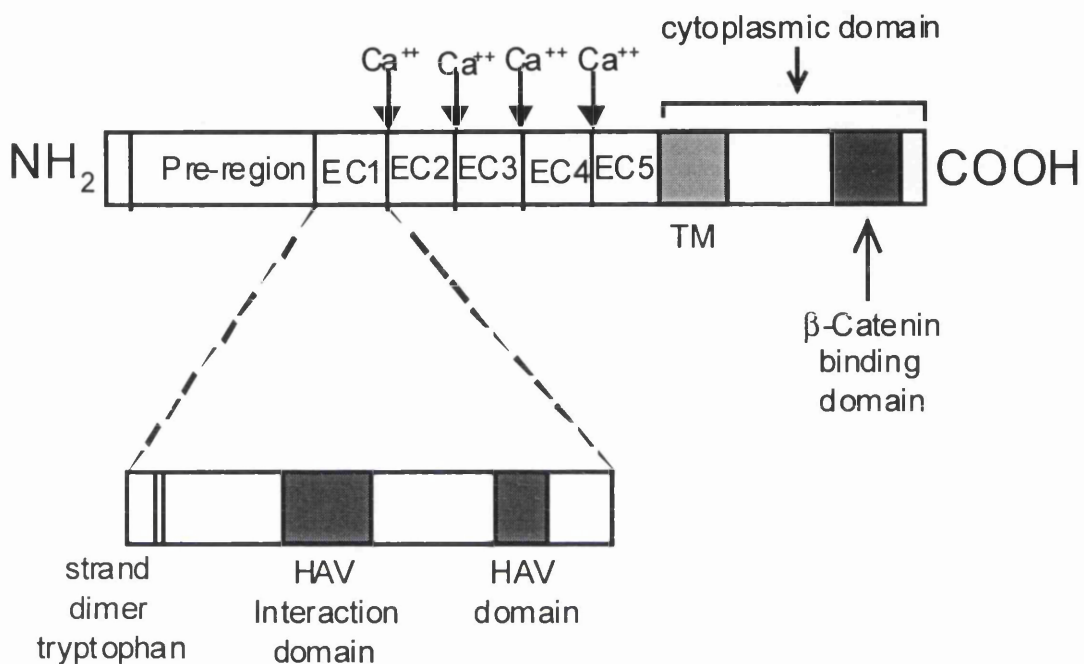 cytoplasmic domain
Ca++ Ca++ Ca++ Ca++
NH2 Pre-region EC1 EC2 EC3 EC4 EC5 COOH
TM
β-Catenin
binding
domain
strand
dimer
tryptophan
HAV
Interaction
domain
HAV
domain